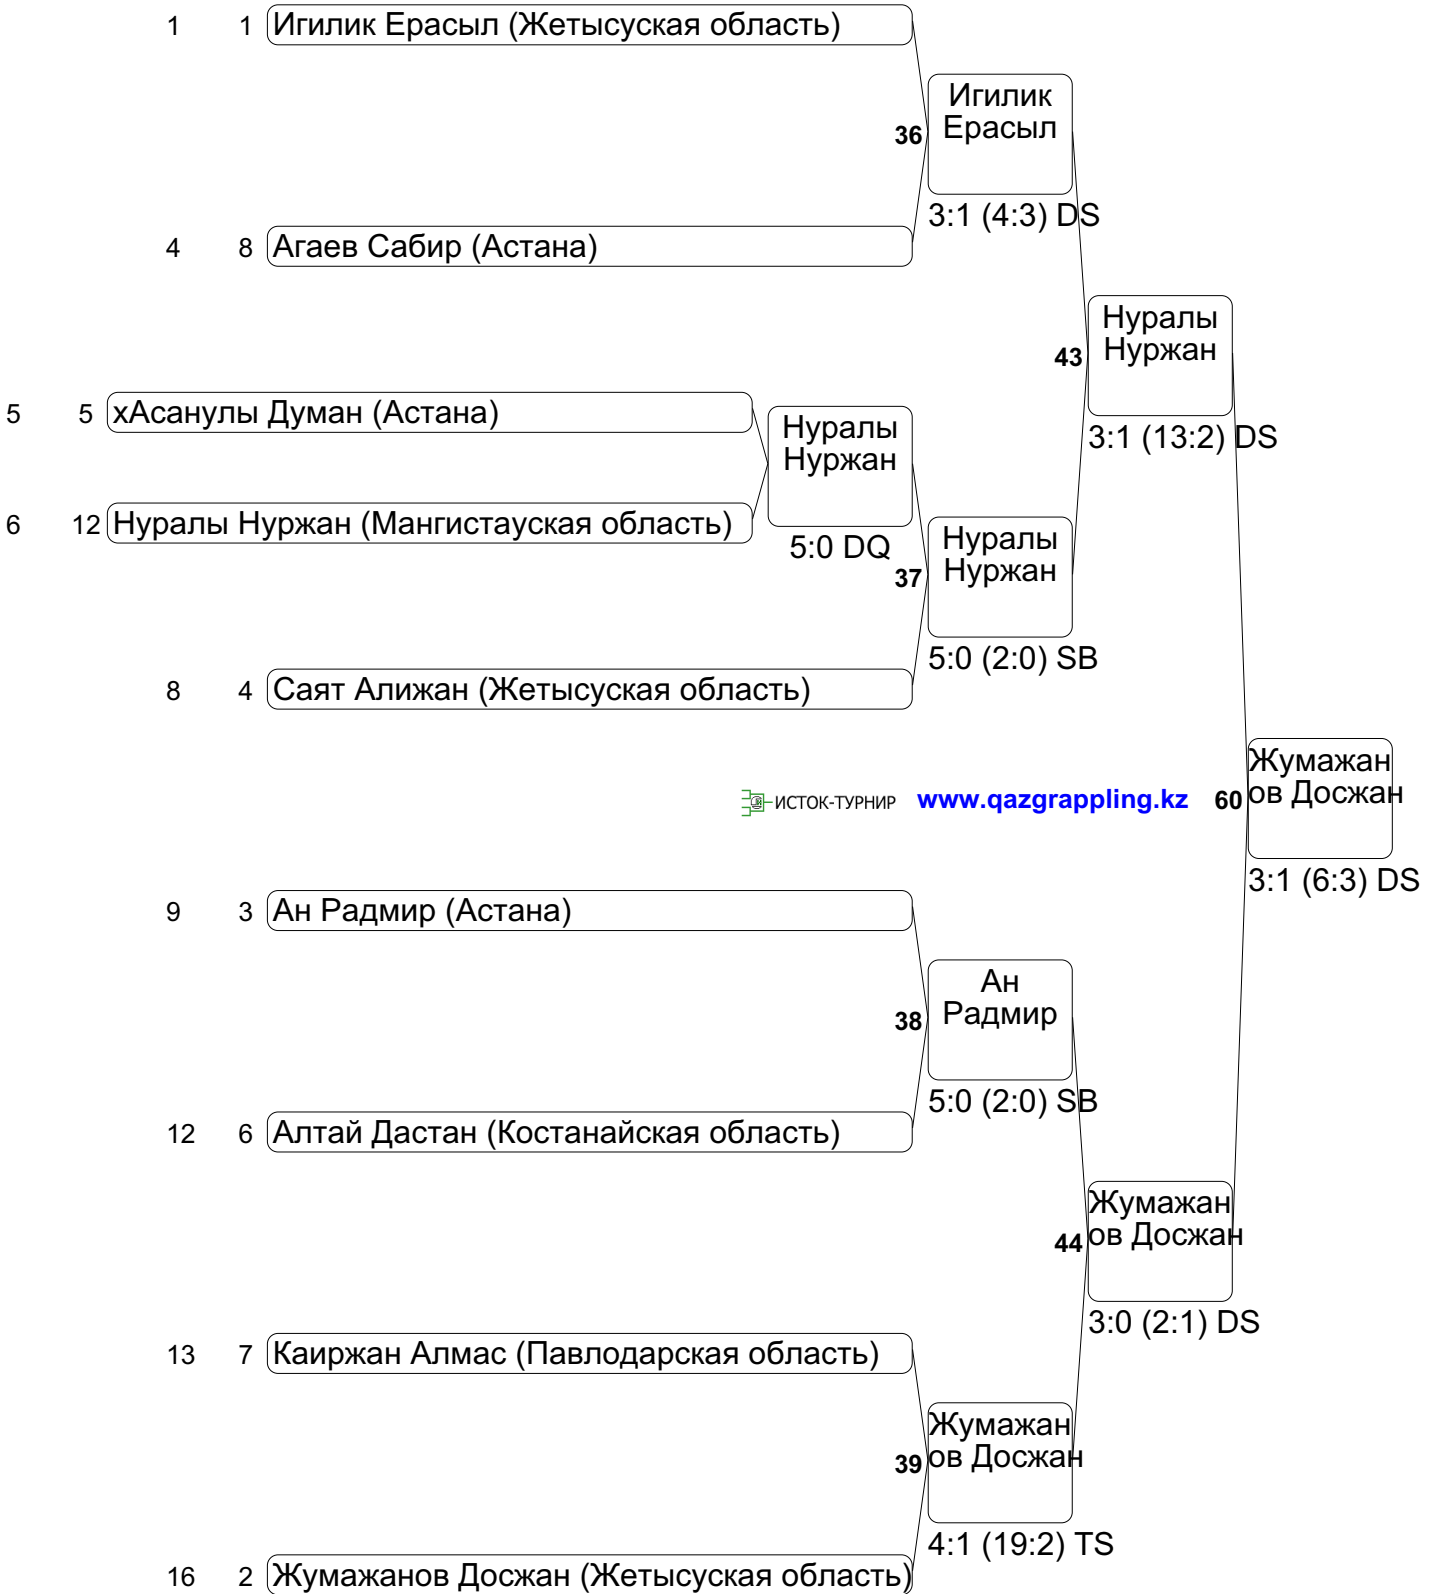 1 1 Игилик Ерасыл (Жетысуская область)
Игилик
Ерасыл
36
3:1 (4:3) DS
4 8 Агаев Сабир (Астана)
Нуралы
Нуржан
43
3:1 (13:2) DS
5 5 хАсанулы Думан (Астана)
Нуралы
Нуржан
6 12 Нуралы Нуржан (Мангистауская область)
5:0 DQ
Нуралы
Нуржан
37
5:0 (2:0) SB
8 4 Саят Алижан (Жетысуская область)
Жумажан
ов Досжан
ИСТОК-ТУРНИР www.qazgrappling.kz 60
3:1 (6:3) DS
9 3 Ан Радмир (Астана)
Ан
Радмир
38
5:0 (2:0) SB
12 6 Алтай Дастан (Костанайская область)
Жумажан
ов Досжан
44
3:0 (2:1) DS
13 7 Каиржан Алмас (Павлодарская область)
Жумажан
ов Досжан
39
4:1 (19:2) TS
16 2 Жумажанов Досжан (Жетысуская область)